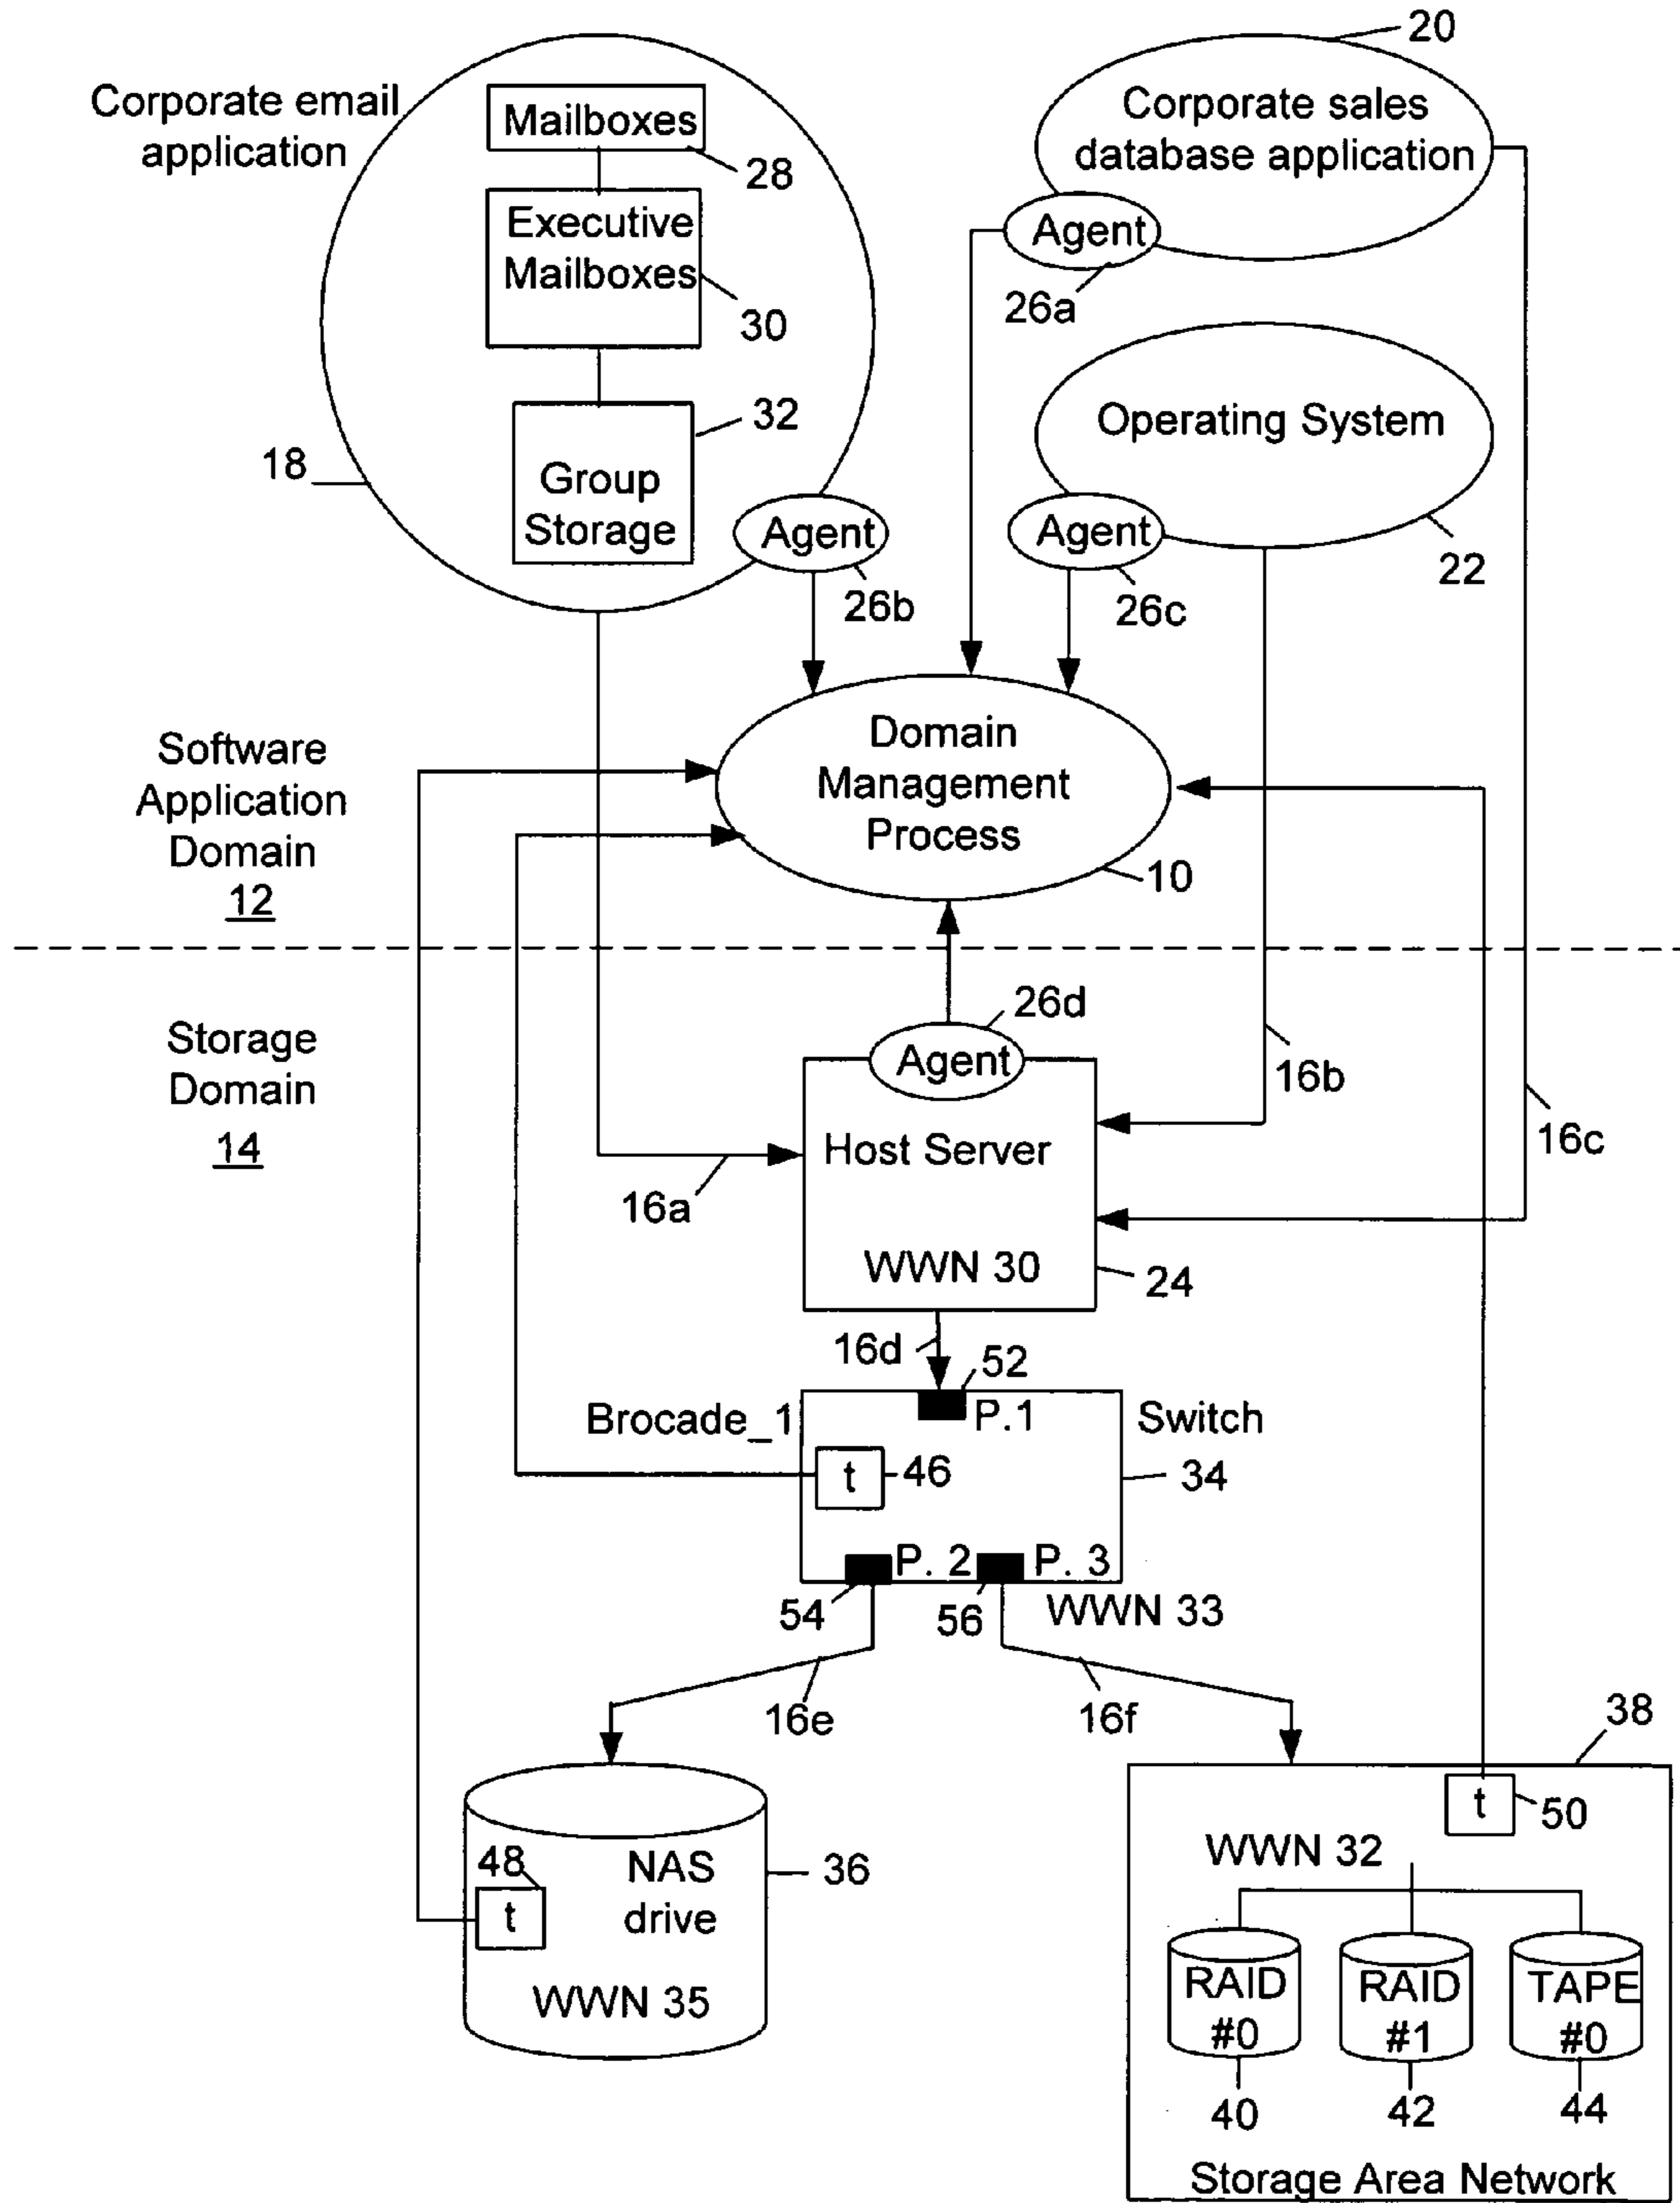 20
Corporate email
application
Mailboxes
28
Executive
Mailboxes
30
32
Group
Storage
18
Agent
26b
Corporate sales
database application
Agent
26a
Operating System
Agent
26c
22
Software
Application
Domain
12
Domain
Management
Process
10
Storage
Domain
14
26d
Agent
Host Server
WWN 30
24
16a
16b
16c
16d
52
Brocade_1
P.1
Switch
t
46
34
P. 2
P. 3
54
56
WWN 33
16e
16f
38
48
NAS
drive
t
36
WWN 35
t
50
WWN 32
RAID
#0
RAID
#1
TAPE
#0
40
42
44
Storage Area Network